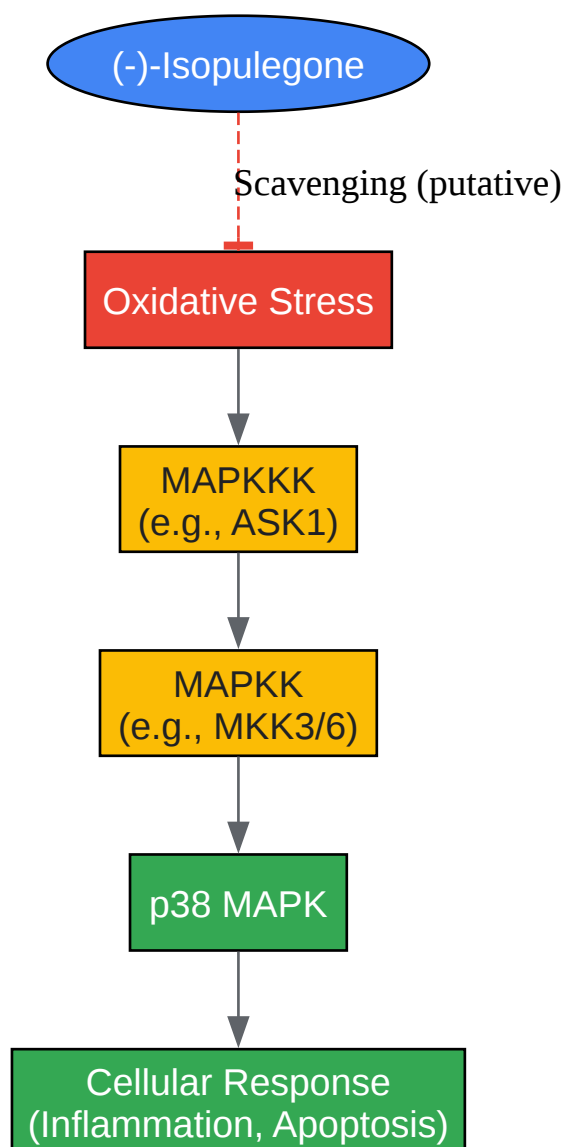 (-)-Isopulegone
Scavenging (putative)
Oxidative Stress
MAPKKK
(e.g., ASK1)
MAPKK
(e.g., MKK3/6)
p38 MAPK
Cellular Response
(Inflammation, Apoptosis)